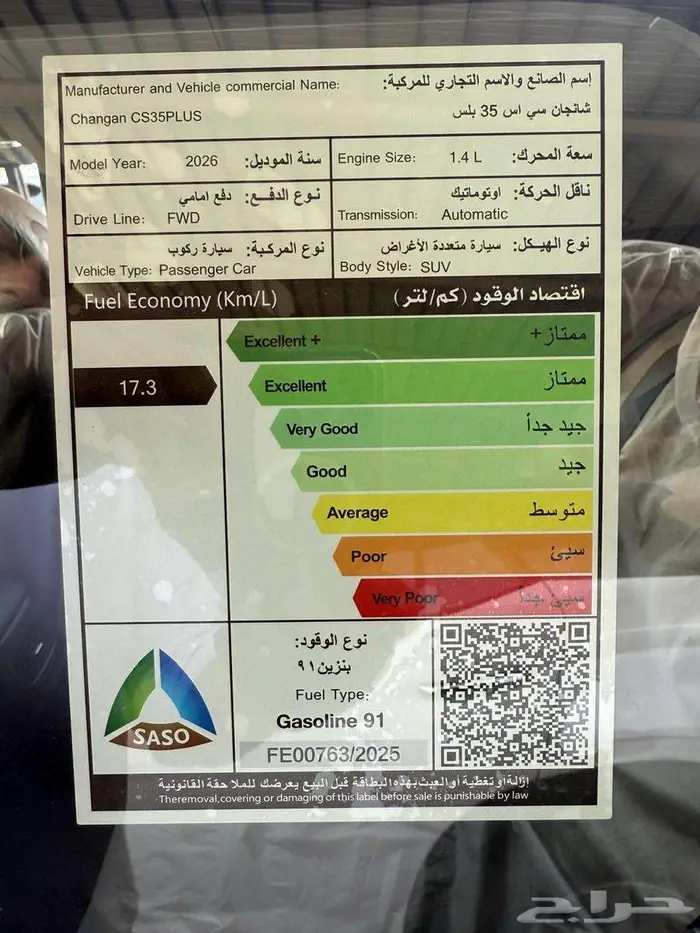 Manufacturer and Vehicle commercial Name: إسم الصانع والاسم التجاري للمركبة:
Changan CS35PLUS شانجان سي اس 35 بلس
Model Year: 2026 سنة الموديل:
Engine Size: 1.4 L سعة المحرك:
نوع الدفـــع: دفع امامي
Drive Line: FWD
ناقل الحركة: اوتوماتيك
Transmission: Automatic
نوع المركبة: سيارة ركوب
Vehicle Type: Passenger Car
نوع الهيكل: سيارة متعددة الأغراض
Body Style: SUV
Fuel Economy (Km/L) اقتصاد الوقود (كم/لتر)
17.3
Excellent + ممتاز+
Excellent ممتاز
Very Good جيد جداً
Good جيد
Average متوسط
Poor سيئ
Very Poor سيئ جداً
SASO
نوع الوقود:
بنزين ٩١
Fuel Type:
Gasoline 91
FE00763/2025
إزالة او تغطية أو العبث بهذه البطاقة قبل البيع يعرضك للملاحقة القانونية
Theremoval,covering or damaging of this label before sale is punishable by law
حراج